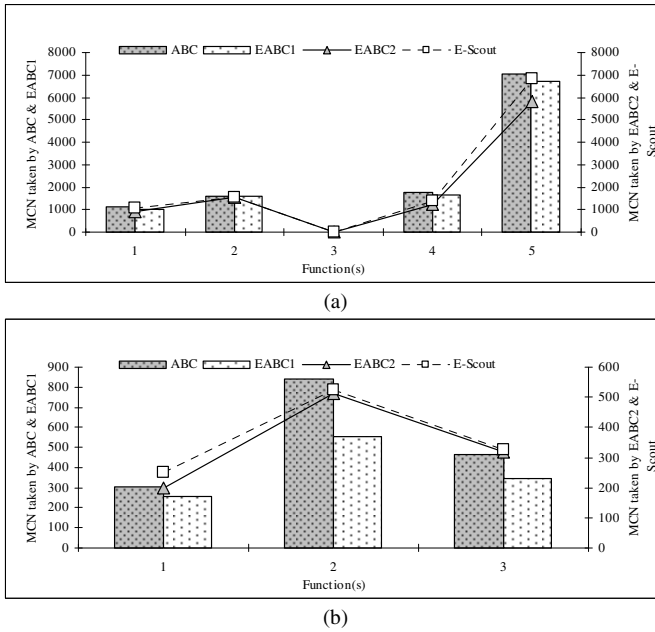 ABC EABC1 EABC2 E-Scout
8000 8000
7000 7000
6000 6000
5000 5000
4000 4000
3000 3000
2000 2000
1000 1000
0 0
MCN taken by ABC & EABC1
MCN taken by EABC2 & E-
Scout
1 2 3 4 5
Function(s)
(a)
ABC EABC1 EABC2 E-Scout
900 600
800
700 500
600 400
500
400 300
300 200
200
100 100
0 0
MCN taken by ABC & EABC1
MCN taken by EABC2 & E-
Scout
1 2 3
Function(s)
(b)